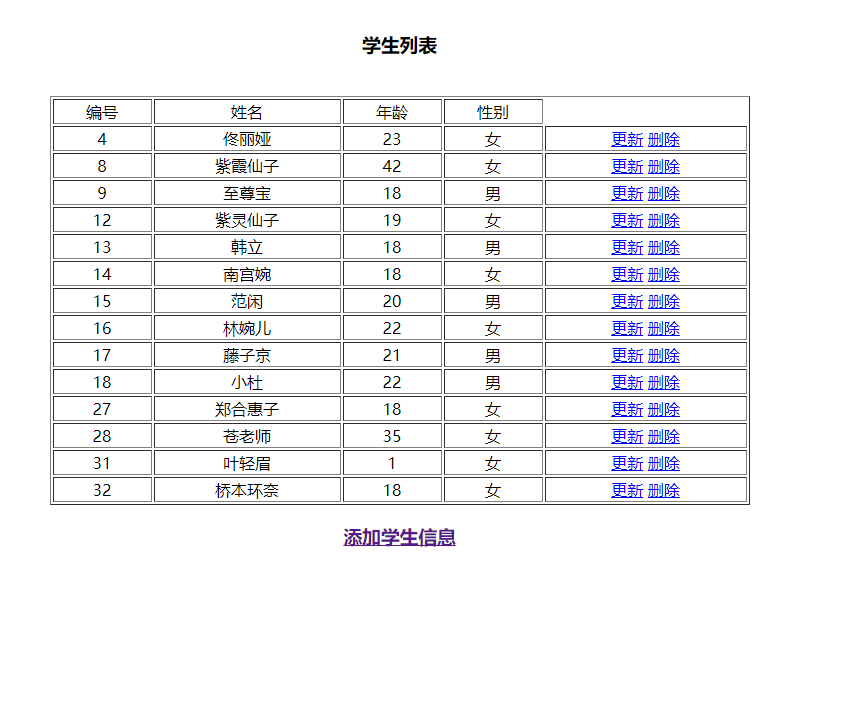 学生列表
编号 姓名 年龄 性别
4 佟丽娅 23 女 更新 删除
8 紫霞仙子 42 女 更新 删除
9 至尊宝 18 男 更新 删除
12 紫灵仙子 19 女 更新 删除
13 韩立 18 男 更新 删除
14 南宫婉 18 女 更新 删除
15 范闲 20 男 更新 删除
16 林婉儿 22 女 更新 删除
17 藤子京 21 男 更新 删除
18 小杜 22 男 更新 删除
27 郑合惠子 18 女 更新 删除
28 苍老师 35 女 更新 删除
31 叶轻眉 1 女 更新 删除
32 桥本环奈 18 女 更新 删除
添加学生信息